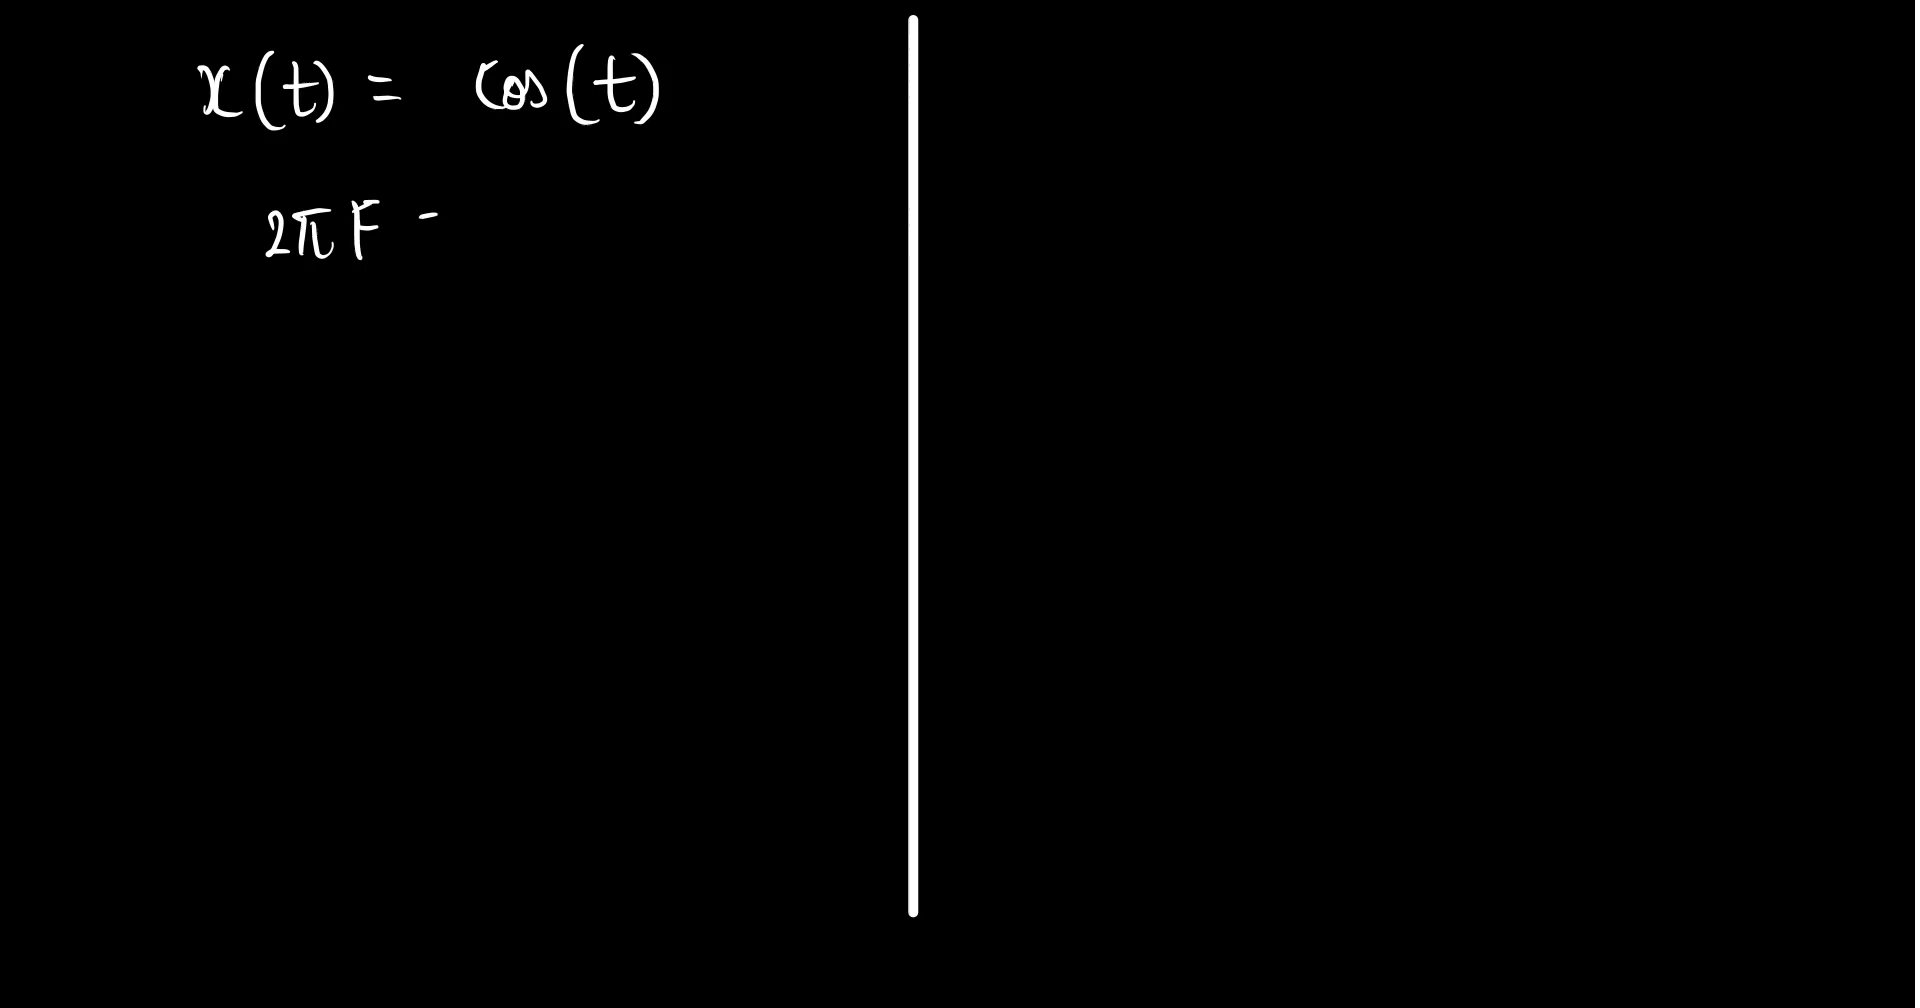 x(t) = cos(t)
2πF -